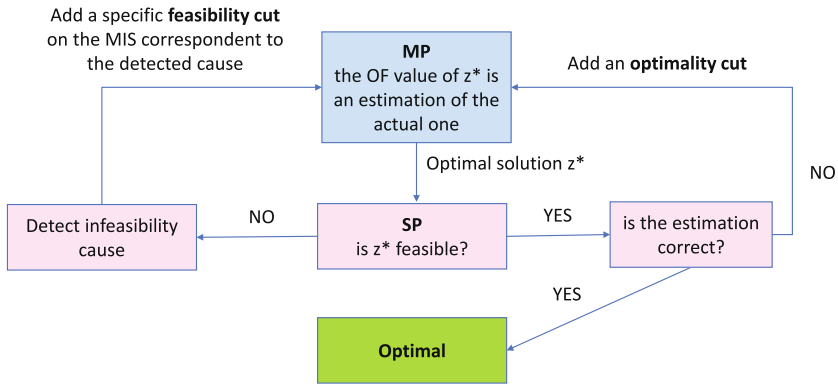 Add a specific feasibility cut
on the MIS correspondent to
the detected cause
MP
the OF value of z* is
an estimation of the
actual one
Add an optimality cut
Optimal solution z*
NO
Detect infeasibility
cause
NO
SP
is z* feasible?
YES
is the estimation
correct?
YES
Optimal